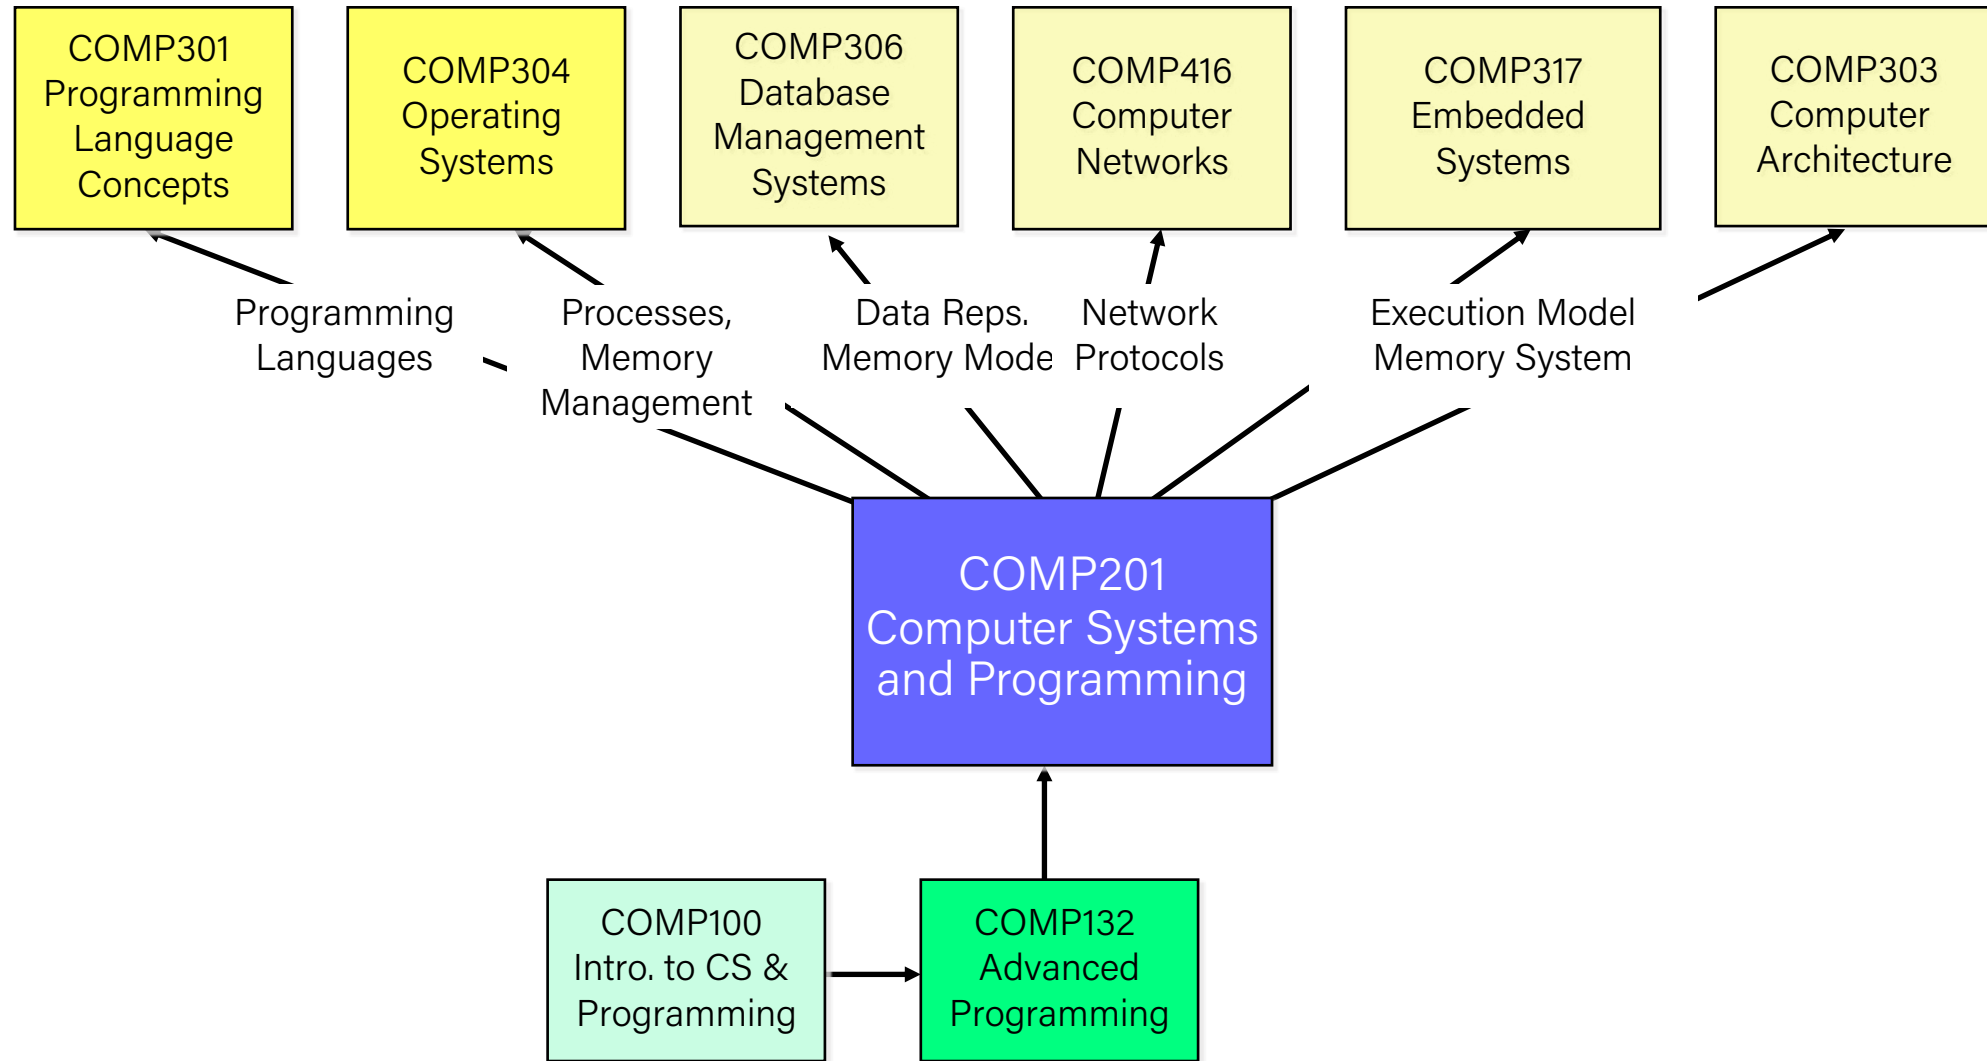 COMP301
Programming
Language
Concepts
COMP304
Operating
Systems
COMP306
Database
Management
Systems
COMP416
Computer
Networks
COMP317
Embedded
Systems
COMP303
Computer
Architecture
Programming
Languages
Processes,
Memory
Management
Data Reps.
Memory Mode
Network
Protocols
Execution Model
Memory System
COMP201
Computer Systems
and Programming
COMP100
Intro. to CS &
Programming
COMP132
Advanced
Programming